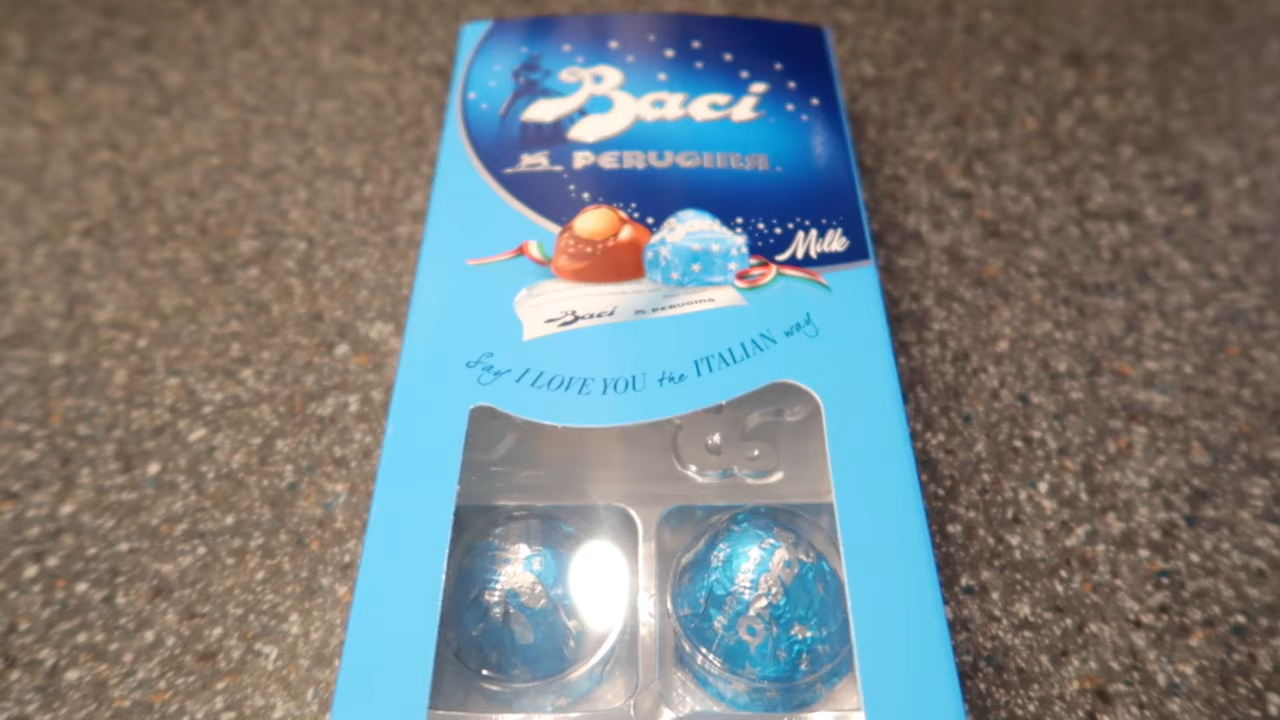 Baci
PERUGINA
Milk
Baci PERUGINA
Say I LOVE YOU the ITALIAN way